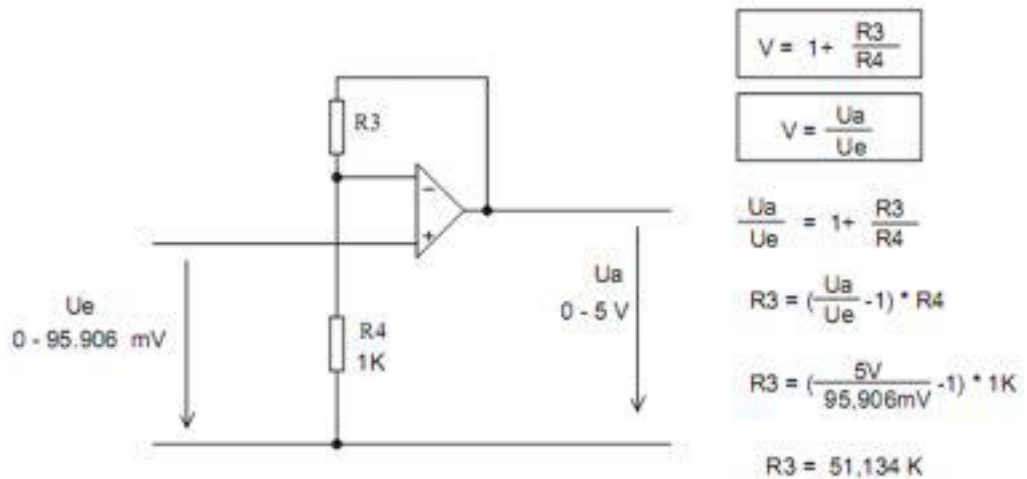 R3
Ue
0 - 95.906 mV
R4
1K
Ua
0 - 5 V
−
+
V = 1+ R3/R4
V = Ua/Ue
Ua/Ue = 1+ R3/R4
R3 = (Ua/Ue -1) * R4
R3 = (5V/95,906mV -1) * 1K
R3 = 51,134 K